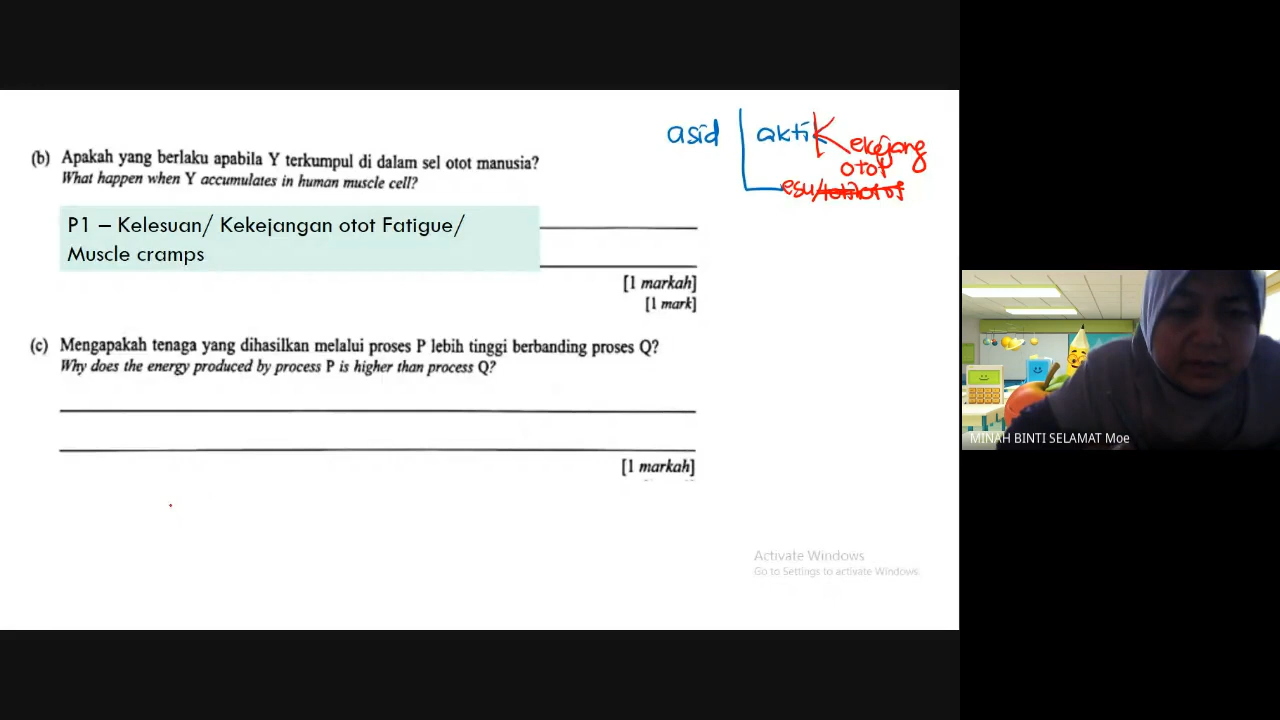 asid aktiK
ekejang
otot
esu/
(b) Apakah yang berlaku apabila Y terkumpul di dalam sel otot manusia?
What happen when Y accumulates in human muscle cell?
P1 – Kelesuan/ Kekejangan otot Fatigue/
Muscle cramps
[1 markah]
[1 mark]
(c) Mengapakah tenaga yang dihasilkan melalui proses P lebih tinggi berbanding proses Q?
Why does the energy produced by process P is higher than process Q?
[1 markah]
MINAH BINTI SELAMAT Moe
Activate Windows
Go to Settings to activate Windows.